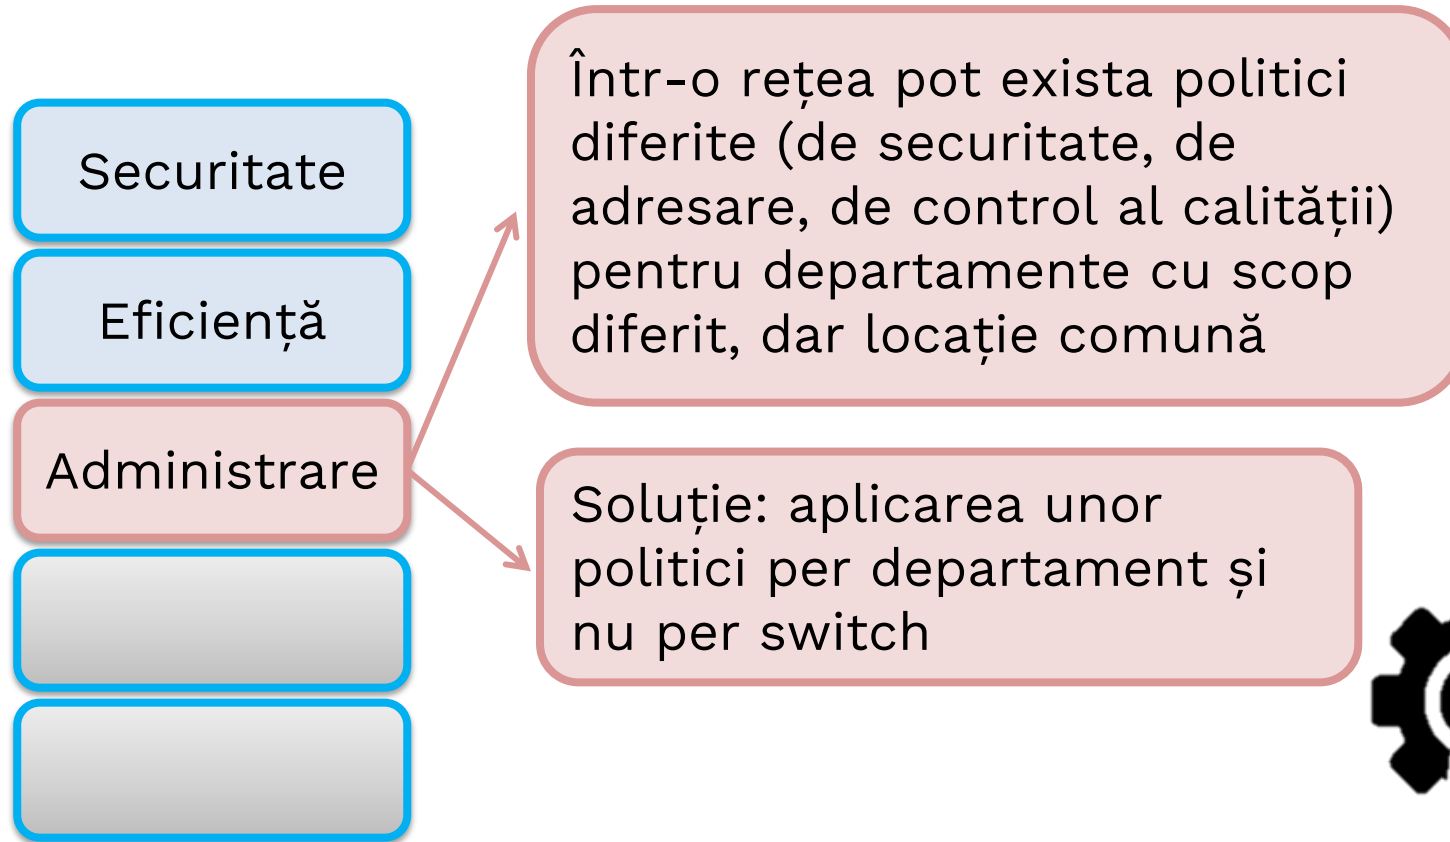 Securitate
Eficiență
Administrare
Într-o rețea pot exista politici
diferite (de securitate, de
adresare, de control al calității)
pentru departamente cu scop
diferit, dar locație comună
Soluție: aplicarea unor
politici per departament și
nu per switch